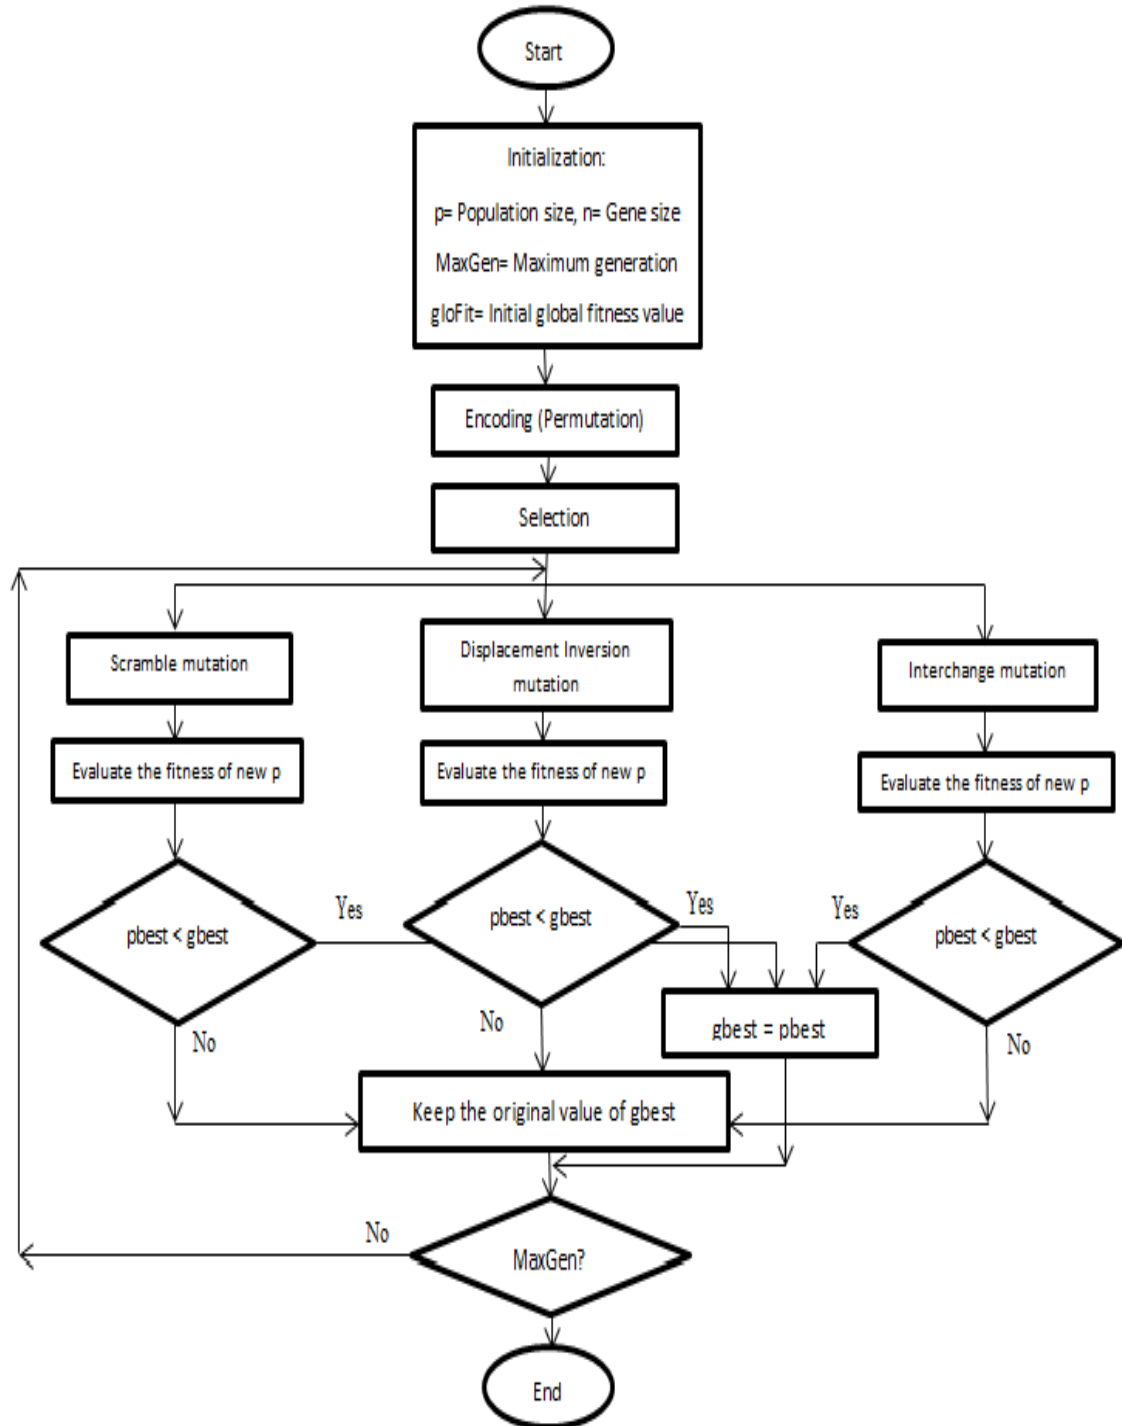 Start
Initialization:
p= Population size, n= Gene size
MaxGen= Maximum generation
gloFit= Initial global fitness value
Encoding (Permutation)
Selection
Scramble mutation
Displacement Inversion
mutation
Interchange mutation
Evaluate the fitness of new p
Evaluate the fitness of new p
Evaluate the fitness of new p
pbest < gbest
Yes
pbest < gbest
Yes
Yes
pbest < gbest
No
No
gbest = pbest
No
Keep the original value of gbest
No
MaxGen?
End